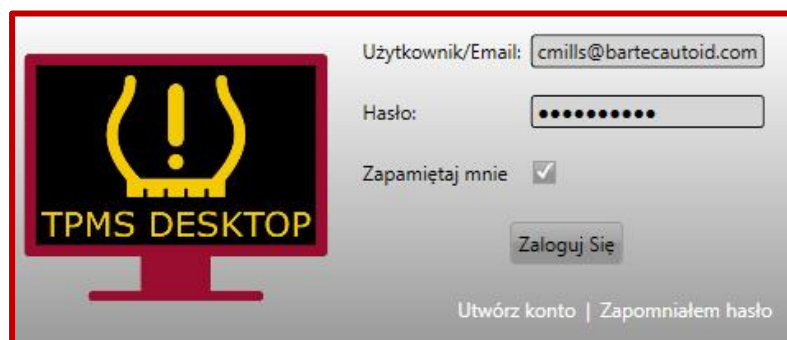 Użytkownik/Email: cmills@bartecautoid.com
Hasło: ●●●●●●●●●●
Zapamiętaj mnie
TPMS DESKTOP
Zaloguj Się
Utwórz konto | Zapomniałem hasło